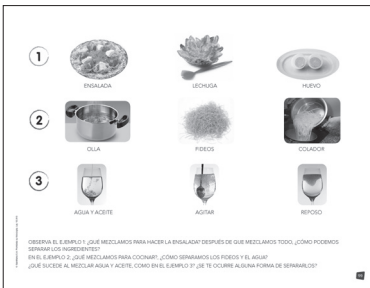 1
ENSALADA LECHUGA HUEVO
2
OLLA FIDEOS COLADOR
3
AGUA Y ACEITE AGITAR REPOSO
OBSERVA EL EJEMPLO 1: ¿QUÉ MEZCLAMOS PARA HACER LA ENSALADA? DESPUÉS DE QUE MEZCLAMOS TODO, ¿CÓMO PODEMOS
SEPARAR LOS INGREDIENTES?
EN EL EJEMPLO 2: ¿QUÉ MEZCLAMOS PARA COCINAR?; ¿CÓMO SEPARAMOS LOS FIDEOS Y EL AGUA?
¿QUÉ SUCEDE AL MEZCLAR AGUA Y ACEITE, COMO EN EL EJEMPLO 3? ¿SE TE OCURRE ALGUNA FORMA DE SEPARARLOS?